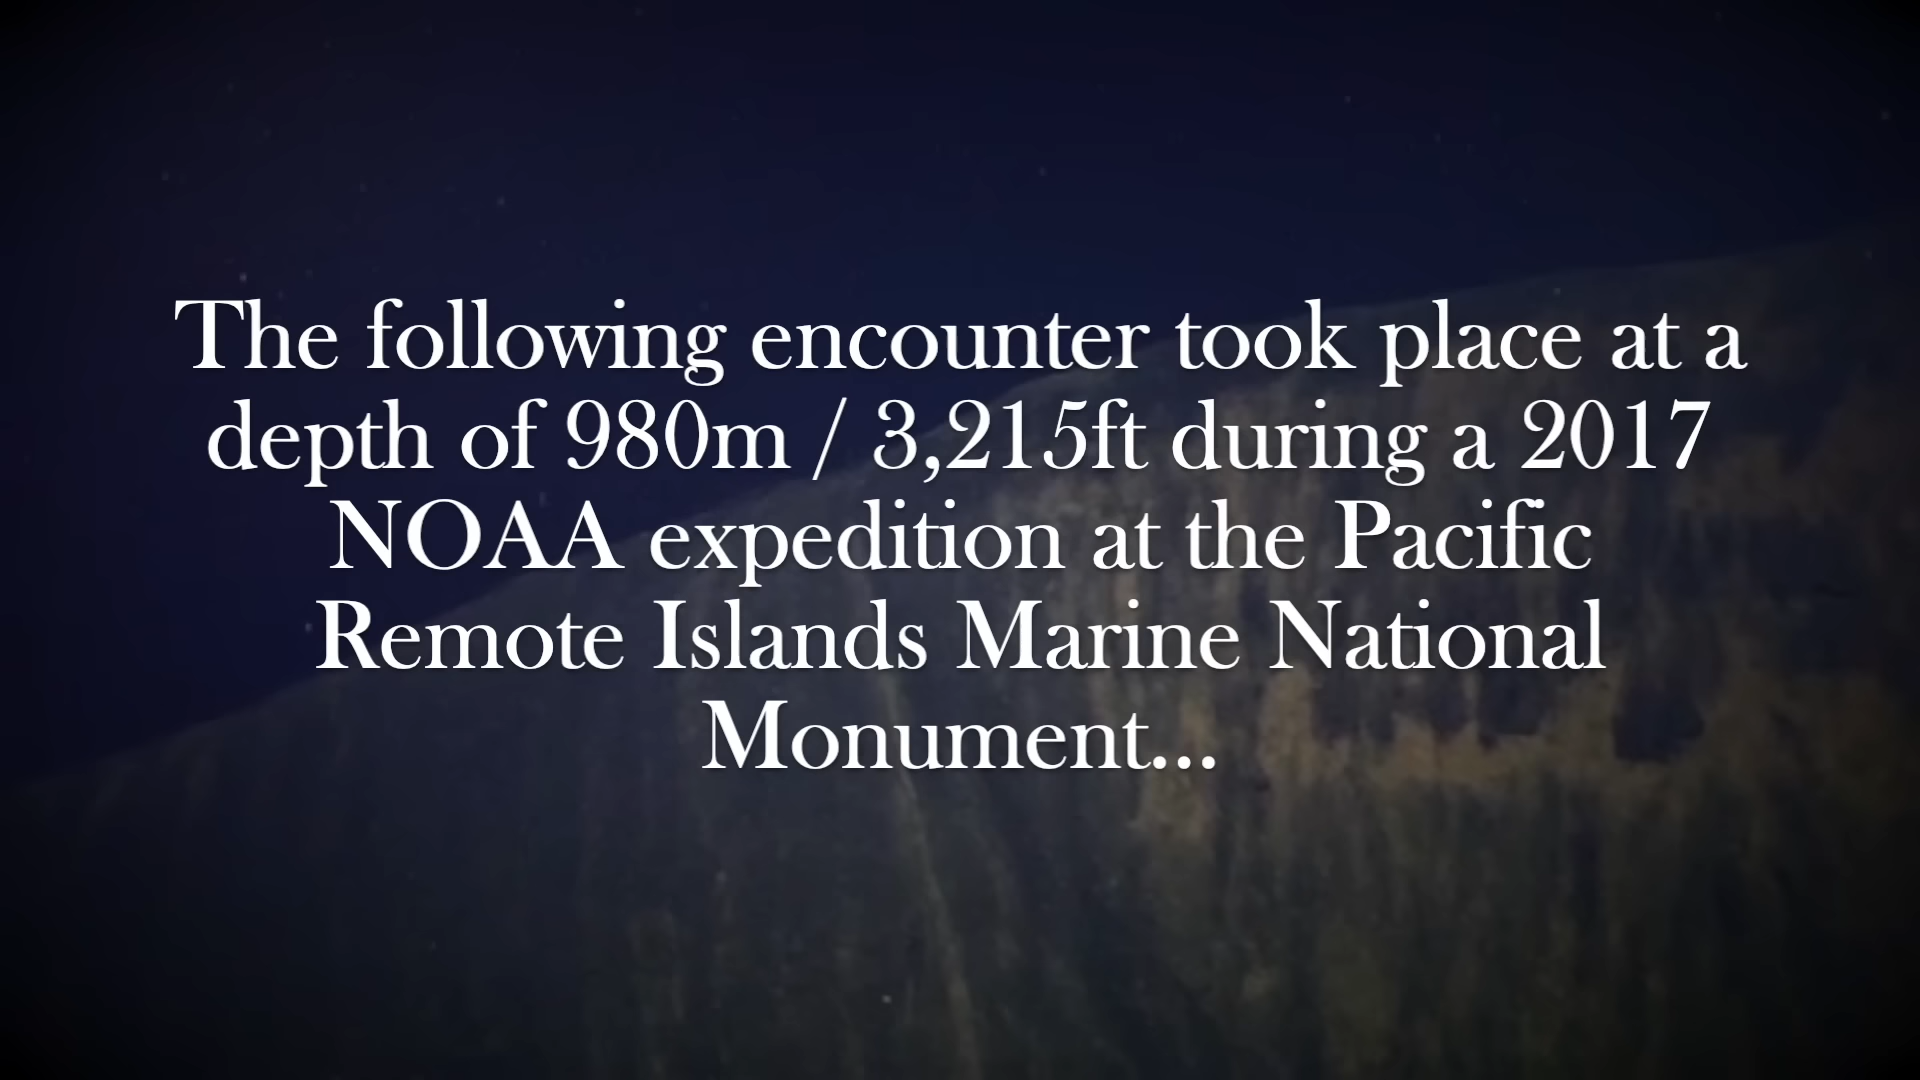 The following encounter took place at a
depth of 980m / 3,215ft during a 2017
NOAA expedition at the Pacific
Remote Islands Marine National
Monument...